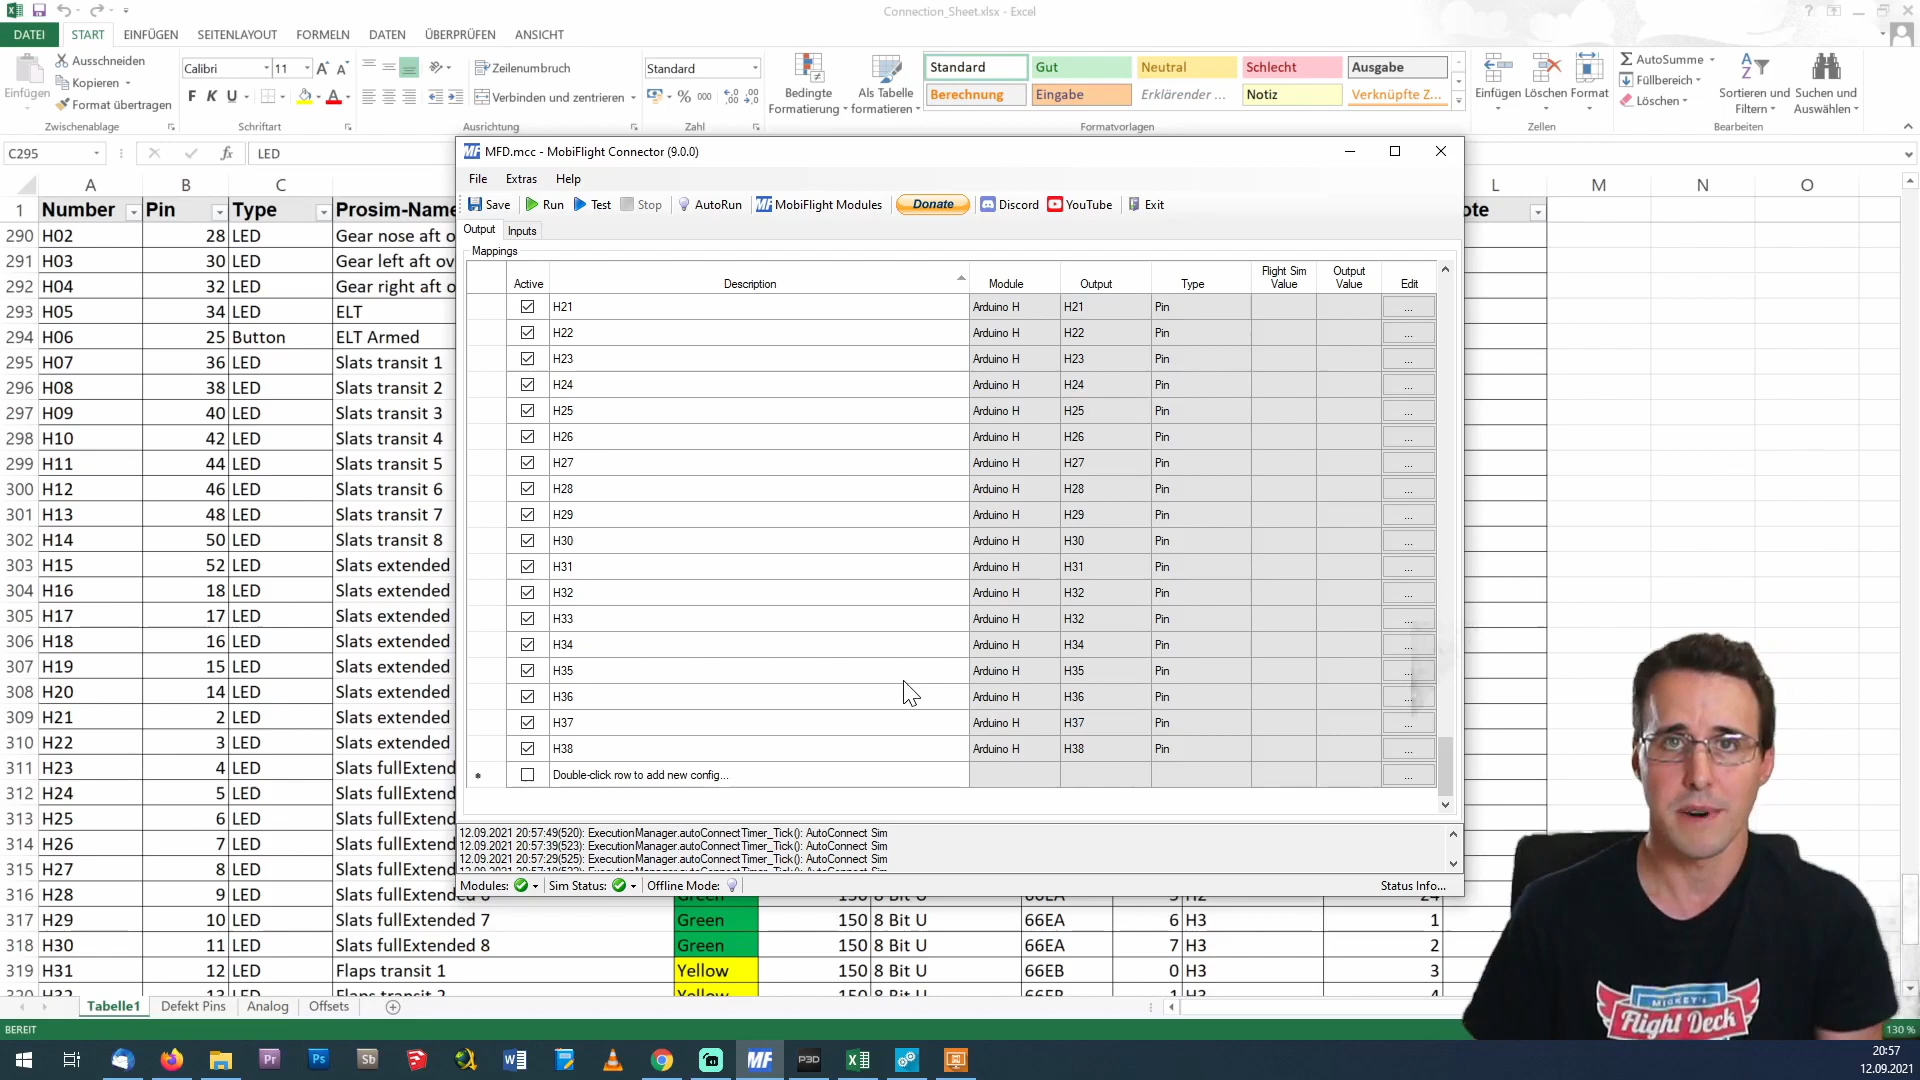 Connection_Sheet.xlsx - Excel
DATEI START EINFÜGEN SEITENLAYOUT FORMELN DATEN ÜBERPRÜFEN ANSICHT
Einfügen Ausschneiden Kopieren Format übertragen
Calibri 11 F K U
Zeilenumbruch
Verbinden und zentrieren
Standard
% 000
Bedingte Formatierung Als Tabelle formatieren
Standard Gut Neutral Schlecht Ausgabe
Berechnung Eingabe Erklärender ... Notiz Verknüpfte Z...
Einfügen Löschen Format
AutoSumme
Füllbereich
Löschen
Sortieren und Filtern Suchen und Auswählen
Zwischenablage Schriftart Ausrichtung Zahl Formatvorlagen Zellen Bearbeiten
C295 fx LED
A B C L M N O
1 Number Pin Type Prosim-Name ote
290 H02 28 LED Gear nose aft o
291 H03 30 LED Gear left aft ov
292 H04 32 LED Gear right aft o
293 H05 34 LED ELT
294 H06 25 Button ELT Armed
295 H07 36 LED Slats transit 1
296 H08 38 LED Slats transit 2
297 H09 40 LED Slats transit 3
298 H10 42 LED Slats transit 4
299 H11 44 LED Slats transit 5
300 H12 46 LED Slats transit 6
301 H13 48 LED Slats transit 7
302 H14 50 LED Slats transit 8
303 H15 52 LED Slats extended
304 H16 18 LED Slats extended
305 H17 17 LED Slats extended
306 H18 16 LED Slats extended
307 H19 15 LED Slats extended
308 H20 14 LED Slats extended
309 H21 2 LED Slats extended
310 H22 3 LED Slats extended
311 H23 4 LED Slats fullExtend
312 H24 5 LED Slats fullExtend
313 H25 6 LED Slats fullExtend
314 H26 7 LED Slats fullExtend
315 H27 8 LED Slats fullExtend
316 H28 9 LED Slats fullExtended 6 Green 150 8 Bit U 66EA 5 H2 24
317 H29 10 LED Slats fullExtended 7 Green 150 8 Bit U 66EA 6 H3 1
318 H30 11 LED Slats fullExtended 8 Green 150 8 Bit U 66EA 7 H3 2
319 H31 12 LED Flaps transit 1 Yellow 150 8 Bit U 66EB 0 H3 3
320 H32 13 LED Flaps transit 2 Yellow 150 8 Bit U 66EB 1 H3 4
Tabelle1 Defekt Pins Analog Offsets
BEREIT 130 %
MF MFD.mcc - MobiFlight Connector (9.0.0)
File Extras Help
Save Run Test Stop AutoRun MF MobiFlight Modules Donate Discord YouTube Exit
Output Inputs
Mappings
Active Description Module Output Type Flight Sim Value Output Value Edit
H21 Arduino H H21 Pin ...
H22 Arduino H H22 Pin ...
H23 Arduino H H23 Pin ...
H24 Arduino H H24 Pin ...
H25 Arduino H H25 Pin ...
H26 Arduino H H26 Pin ...
H27 Arduino H H27 Pin ...
H28 Arduino H H28 Pin ...
H29 Arduino H H29 Pin ...
H30 Arduino H H30 Pin ...
H31 Arduino H H31 Pin ...
H32 Arduino H H32 Pin ...
H33 Arduino H H32 Pin ...
H34 Arduino H H34 Pin ...
H35 Arduino H H35 Pin ...
H36 Arduino H H36 Pin ...
H37 Arduino H H37 Pin ...
H38 Arduino H H38 Pin ...
Double-click row to add new config... ...
12.09.2021 20:57:49(520): ExecutionManager.autoConnectTimer_Tick(): AutoConnect Sim
12.09.2021 20:57:39(523): ExecutionManager.autoConnectTimer_Tick(): AutoConnect Sim
12.09.2021 20:57:29(525): ExecutionManager.autoConnectTimer_Tick(): AutoConnect Sim
Modules: Sim Status: Offline Mode: Status Info...
MICKEY's
Flight Deck
Pr Ps Sb MF P3D
20:57
12.09.2021